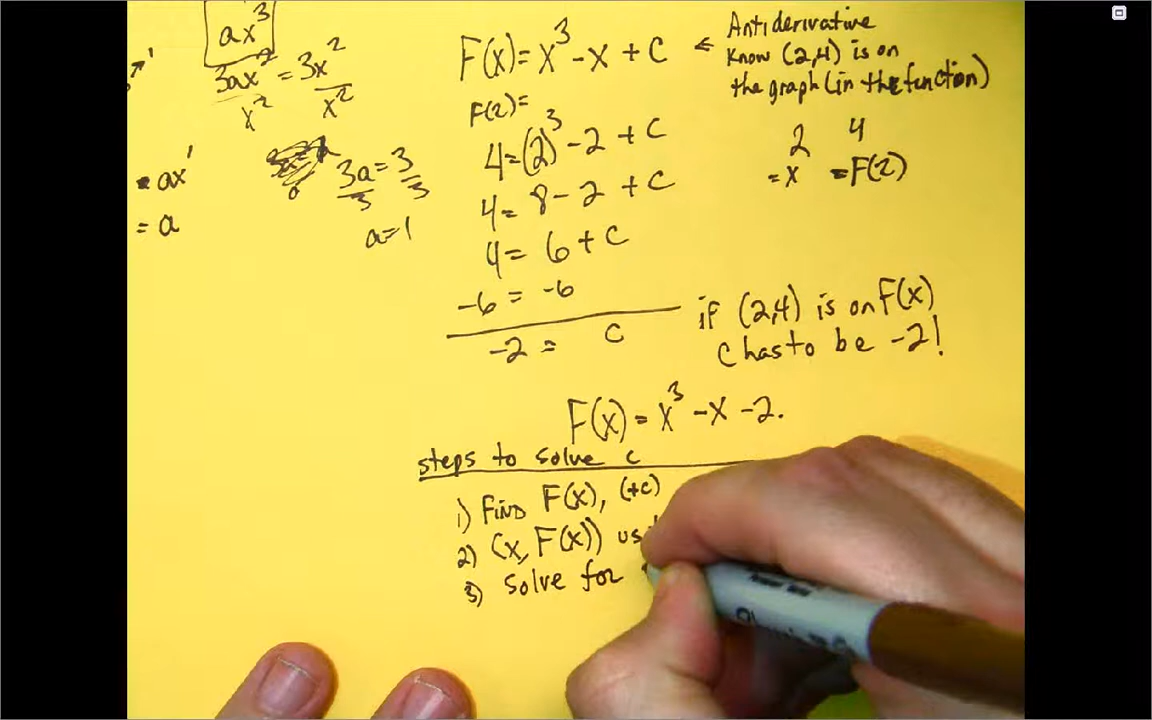 ax³
3ax² = 3x²
x² x²
3a = 3
3 3
a=1
ax¹
= a
F(x) = x³ - x + C
F(2) =
4 = (2)³ - 2 + C
4 = 8 - 2 + C
4 = 6 + C
-6 = -6
-2 = C
← Antiderivative
Know (2,4) is on
the graph (in the function)
2 4
= x = F(2)
if (2,4) is on F(x)
C has to be -2!
F(x) = x³ - x - 2.
steps to solve c
1) Find F(x), (+c)
2) (x, F(x))
3) Solve for